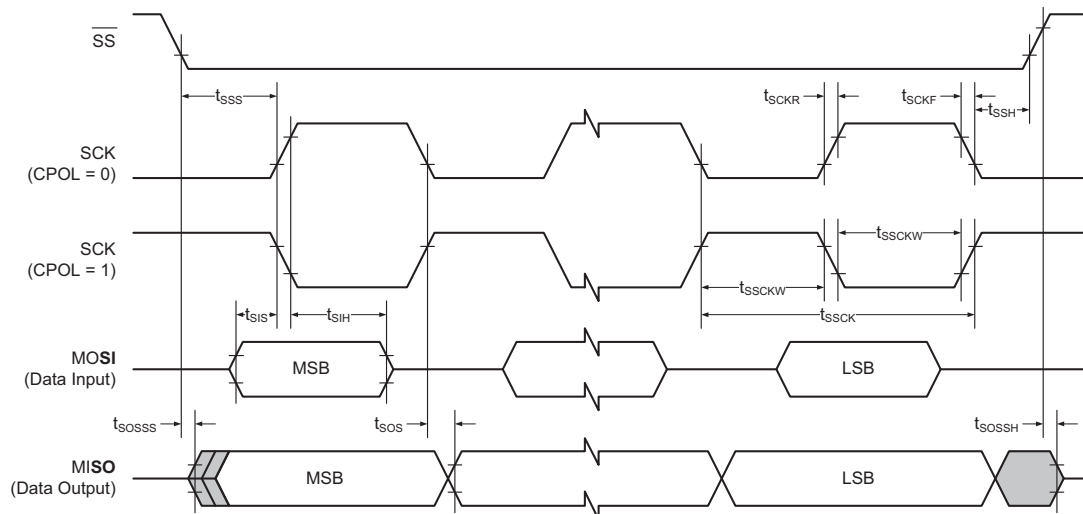 SS
tSSS
tSCKR
tSCKF
tSSH
SCK
(CPOL = 0)
SCK
(CPOL = 1)
tSSCKW
tSSCKW
tSSCK
tSIS
tSIH
MOSI
(Data Input)
MSB
LSB
tSOSSS
tSOS
tSOSSH
MISO
(Data Output)
MSB
LSB